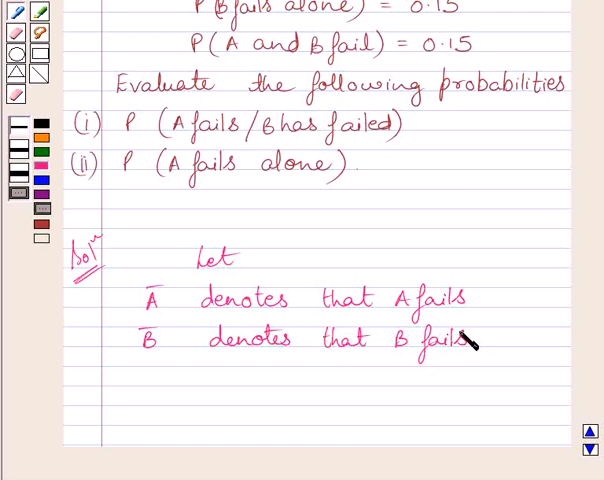 P (B fails alone) = 0.15
P (A and B fail) = 0.15
Evaluate the following probabilities
(i) P (A fails / B has failed)
(ii) P (A fails alone).
Solⁿ Let
A̅ denotes that A fails
B̅ denotes that B fails